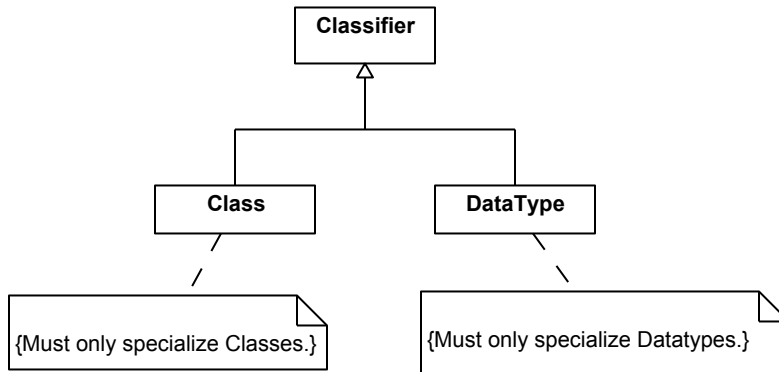 Classifier
Class
DataType
{Must only specialize Classes.}
{Must only specialize Datatypes.}